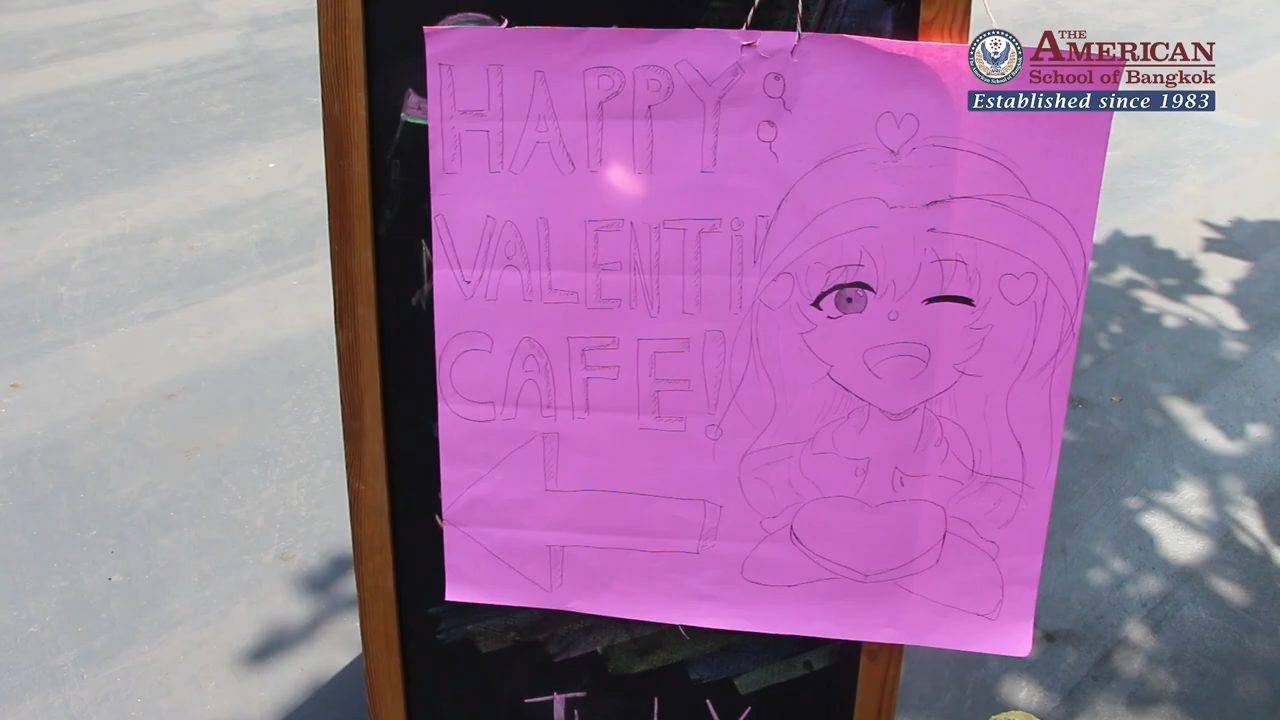 HAPPY
VALENTI
CAFE!
THE
AMERICAN
School of Bangkok
Established since 1983